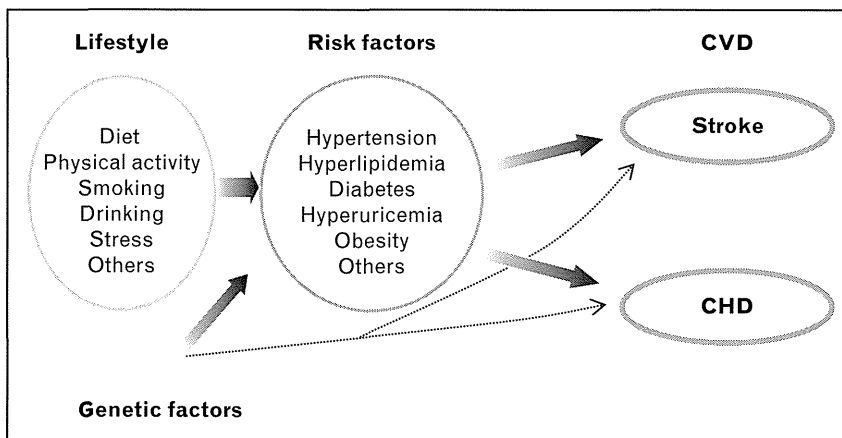 Lifestyle
Diet
Physical activity
Smoking
Drinking
Stress
Others
Risk factors
Hypertension
Hyperlipidemia
Diabetes
Hyperuricemia
Obesity
Others
CVD
Stroke
CHD
Genetic factors